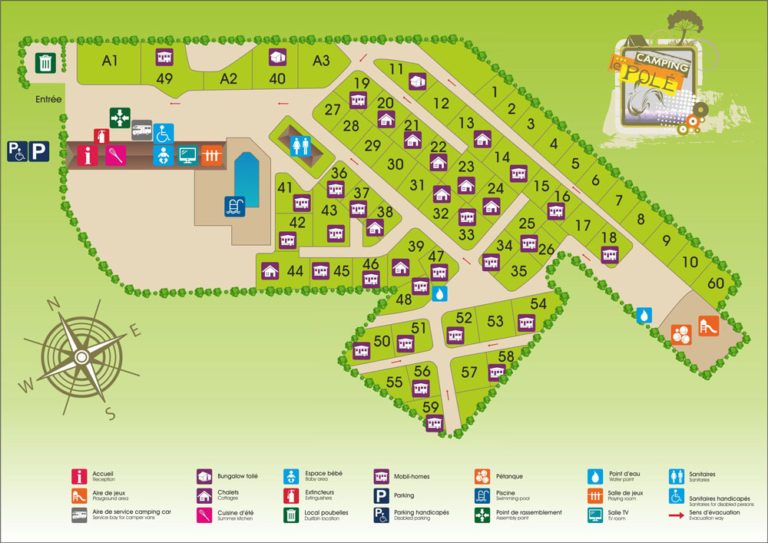 CAMPING
le POLÉ
A1
49
A2
40
A3
Entrée
11
12
13
14
15
16
17
18
1
2
3
4
5
6
7
8
9
10
60
19
20
21
22
23
24
25
26
27
28
29
30
31
32
33
34
35
36
37
38
39
41
42
43
44
45
46
47
48
50
51
52
53
54
55
56
57
58
59
P
P
i
N
E
S
W
i
Accueil
Reception
Bungalow toilé
Espace bébé
Baby area
Mobil-homes
Pétanque
Point d'eau
Water point
Sanitaires
Sanitaries
Aire de jeux
Playground area
Chalets
Cottages
Extincteurs
Extinguishers
P
Parking
Piscine
Swimming-pool
Salle de jeux
Playing room
Sanitaires handicapés
Sanitaries for disabled persons
Aire de service camping car
Service bay for camper vans
Cuisine d'été
Summer kitchen
Local poubelles
Dustbin location
P
Parking handicapés
Disabled parking
Point de rassemblement
Assembly point
Salle TV
TV room
Sens d'évacuation
Evacuation way